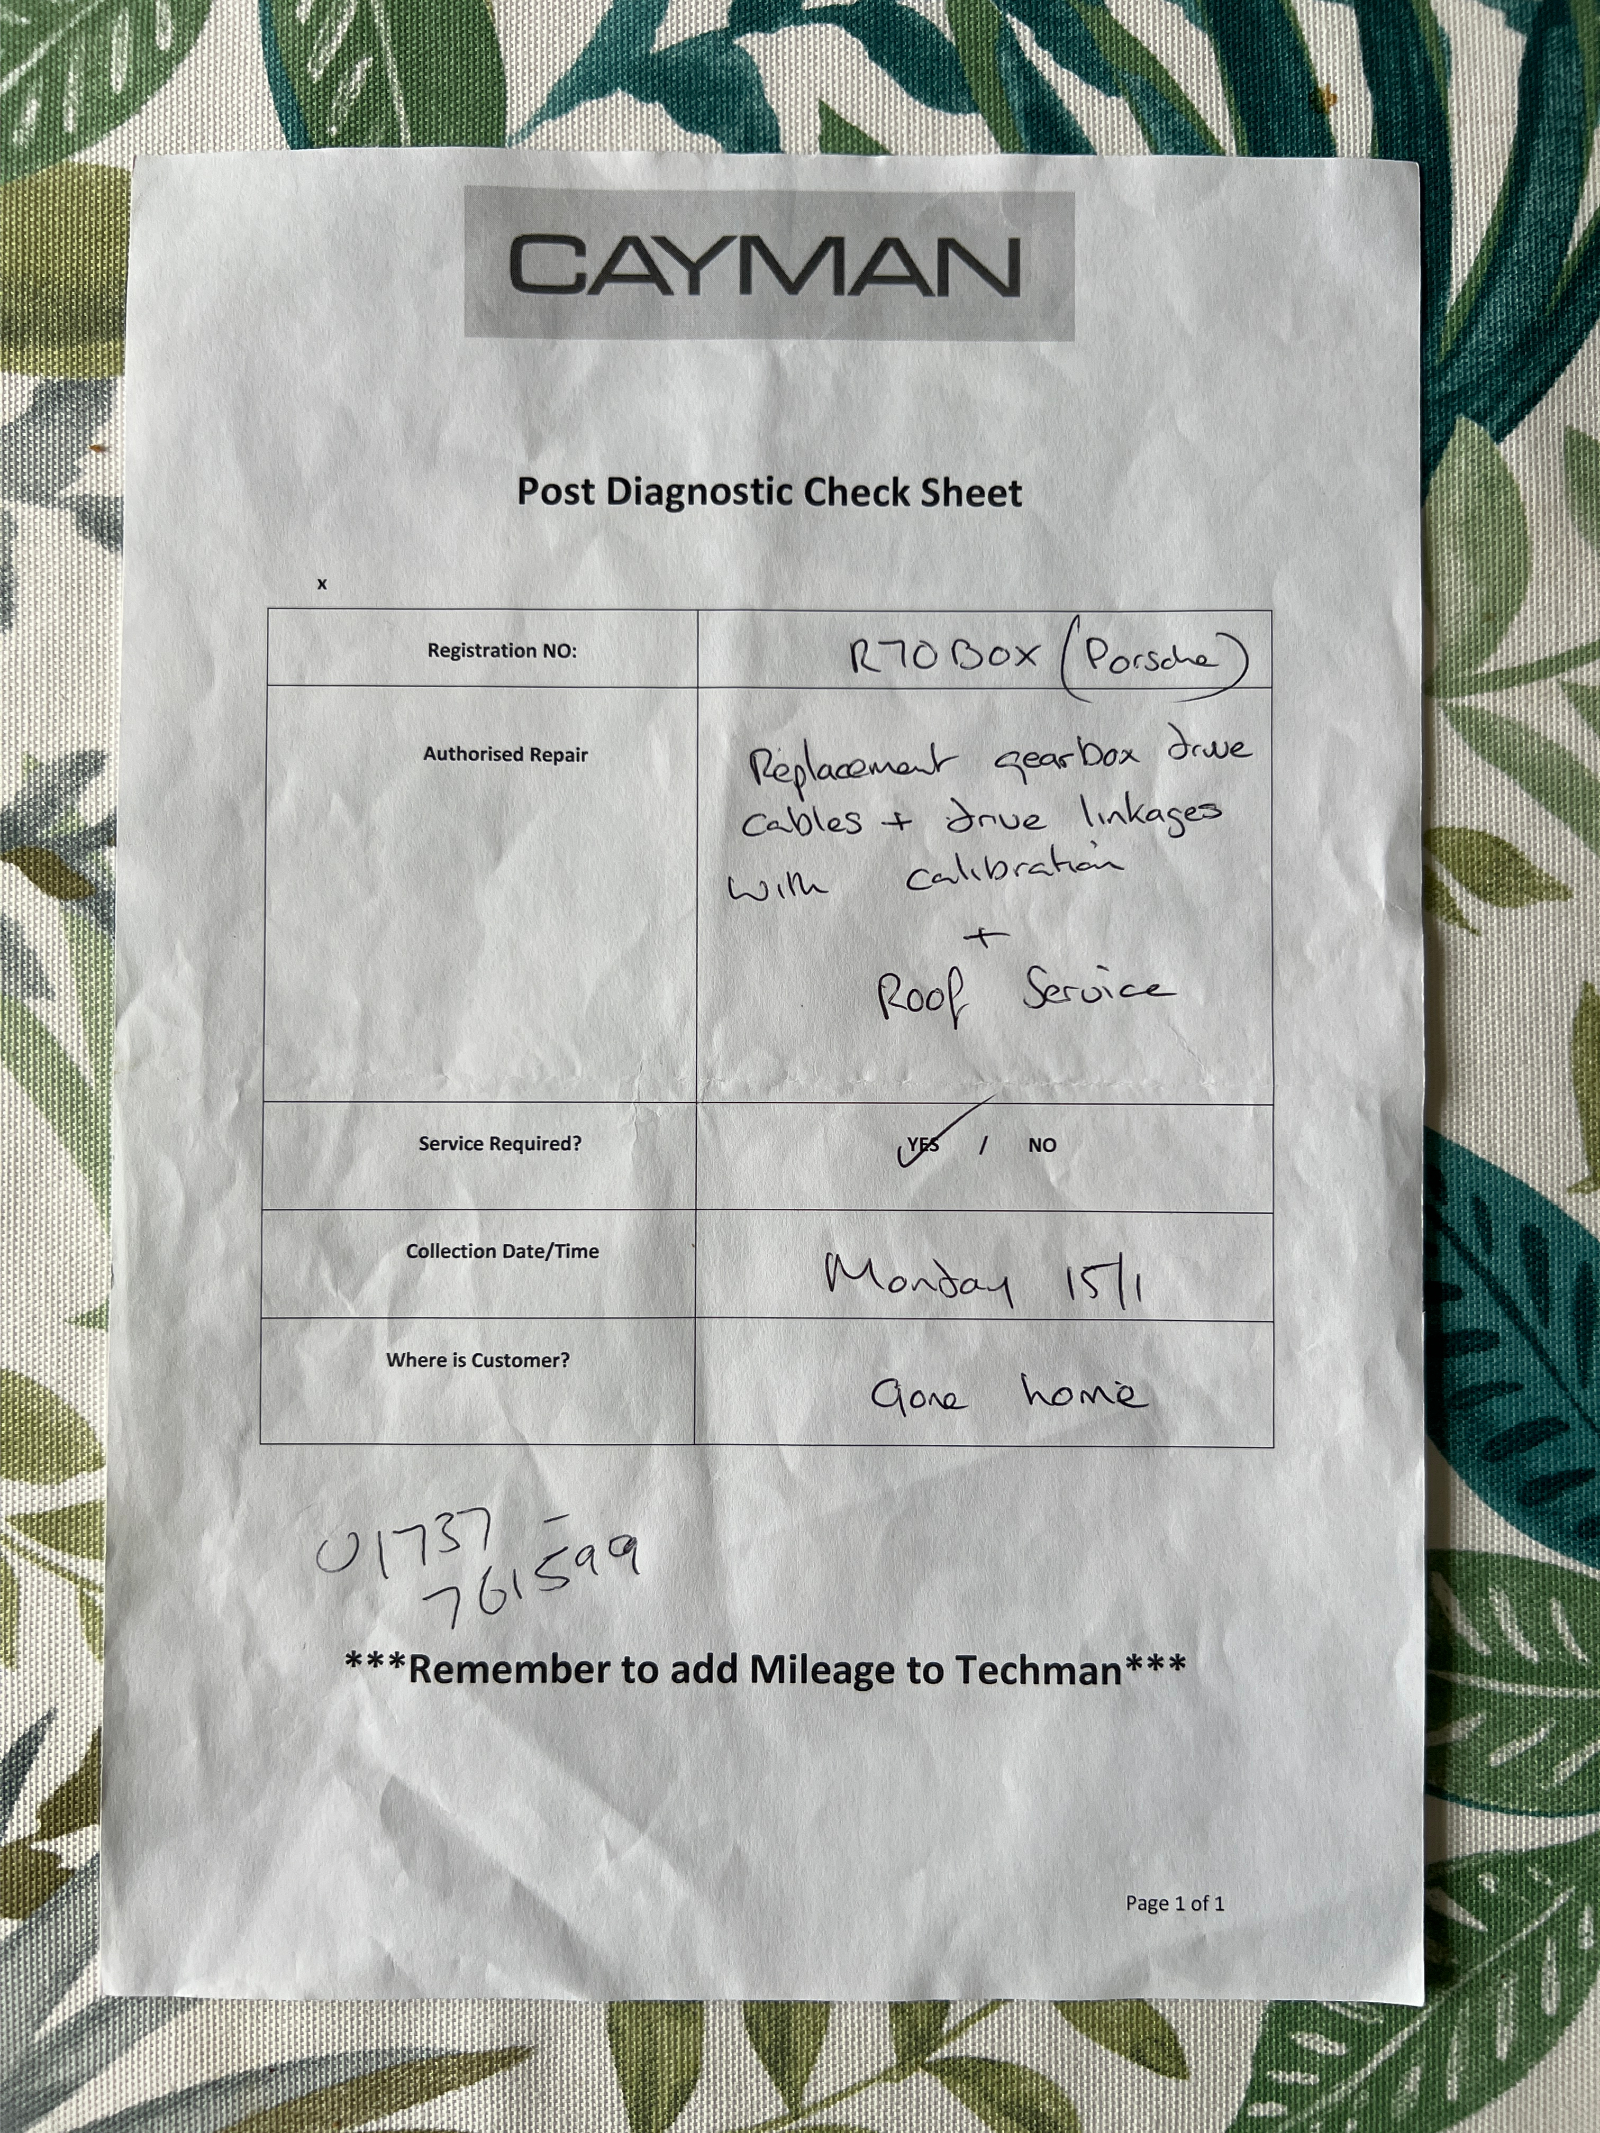 CAYMAN
Post Diagnostic Check Sheet
x
Registration NO:
R70 BOX (Porsche)
Authorised Repair
Replacement gearbox drive
cables + drive linkages
with calibration
+
Roof Service
Service Required?
YES / NO
Collection Date/Time
Monday 15/1
Where is Customer?
Gone home
01737 -
761599
***Remember to add Mileage to Techman***
Page 1 of 1